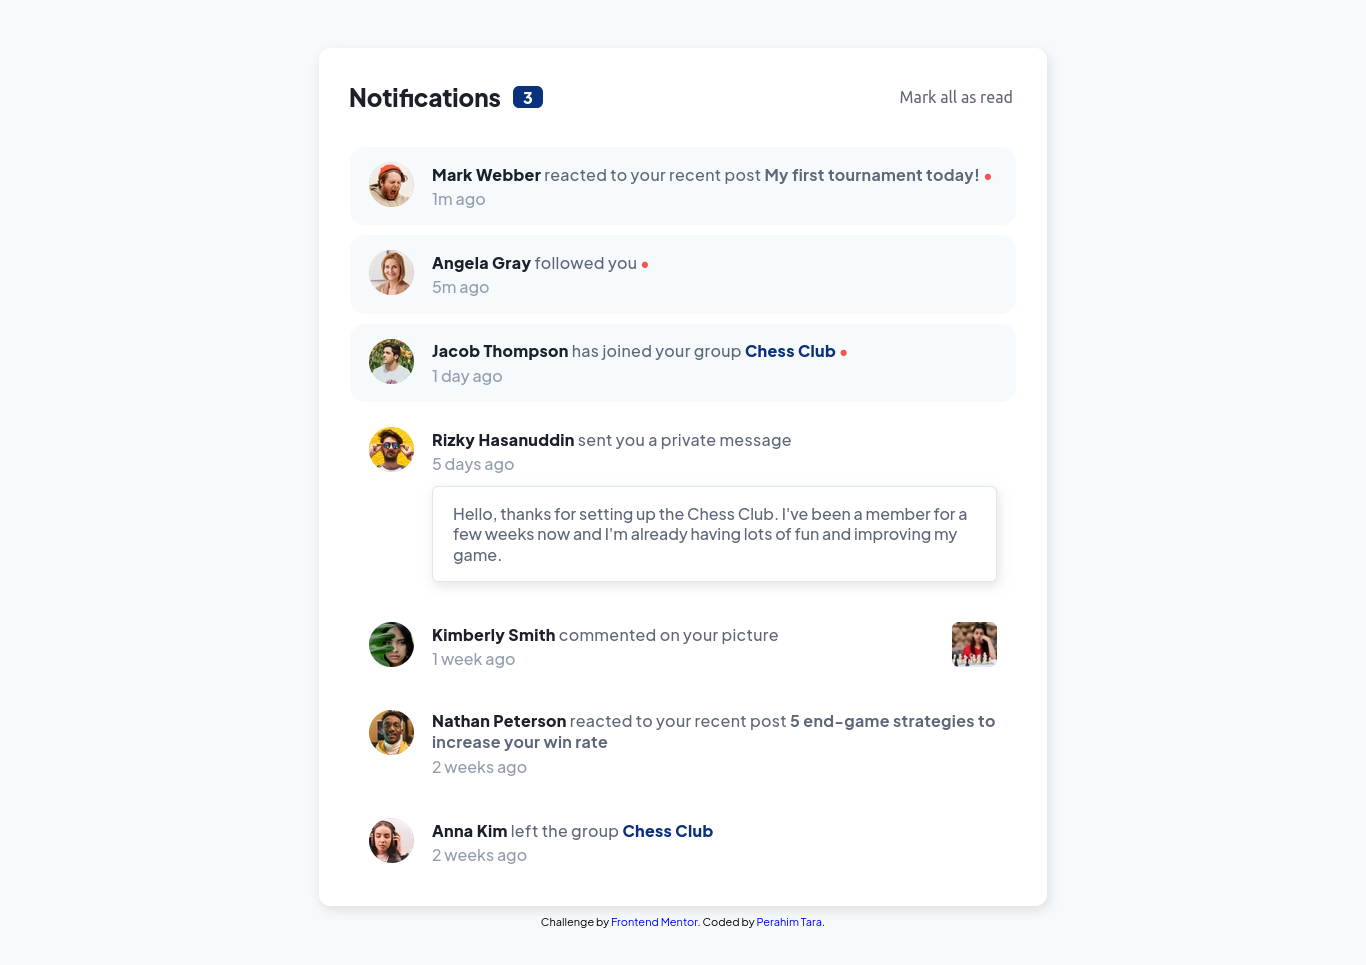 Notifications 3
Mark all as read
Mark Webber reacted to your recent post My first tournament today!
1m ago
Angela Gray followed you
5m ago
Jacob Thompson has joined your group Chess Club
1 day ago
Rizky Hasanuddin sent you a private message
5 days ago
Hello, thanks for setting up the Chess Club. I've been a member for a
few weeks now and I'm already having lots of fun and improving my
game.
Kimberly Smith commented on your picture
1 week ago
Nathan Peterson reacted to your recent post 5 end-game strategies to
increase your win rate
2 weeks ago
Anna Kim left the group Chess Club
2 weeks ago
Challenge by Frontend Mentor. Coded by Perahim Tara.